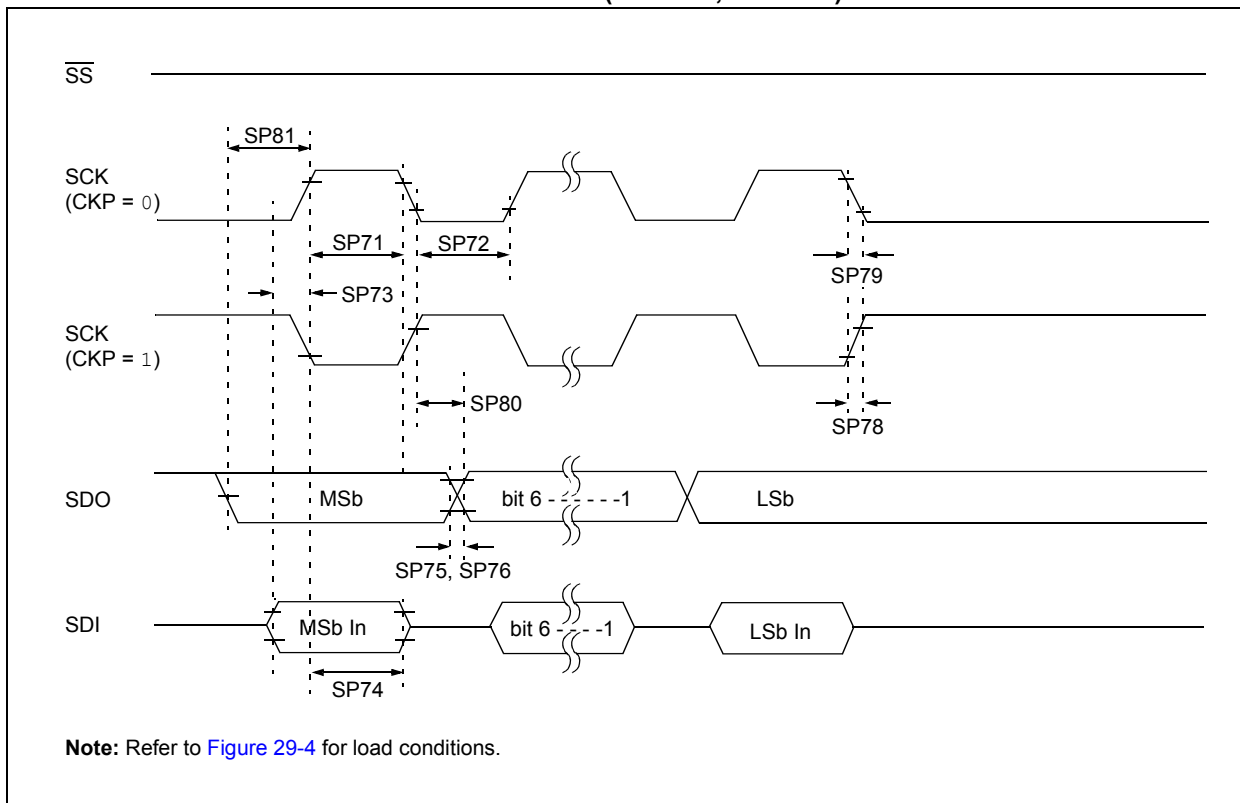 SS
SP81
SCK
(CKP = 0)
SP71
SP72
SP79
SP73
SCK
(CKP = 1)
SP80
SP78
SDO
MSb
bit 6 - - - - - -1
LSb
SP75, SP76
SDI
MSb In
bit 6 - - - -1
LSb In
SP74
Note: Refer to Figure 29-4 for load conditions.